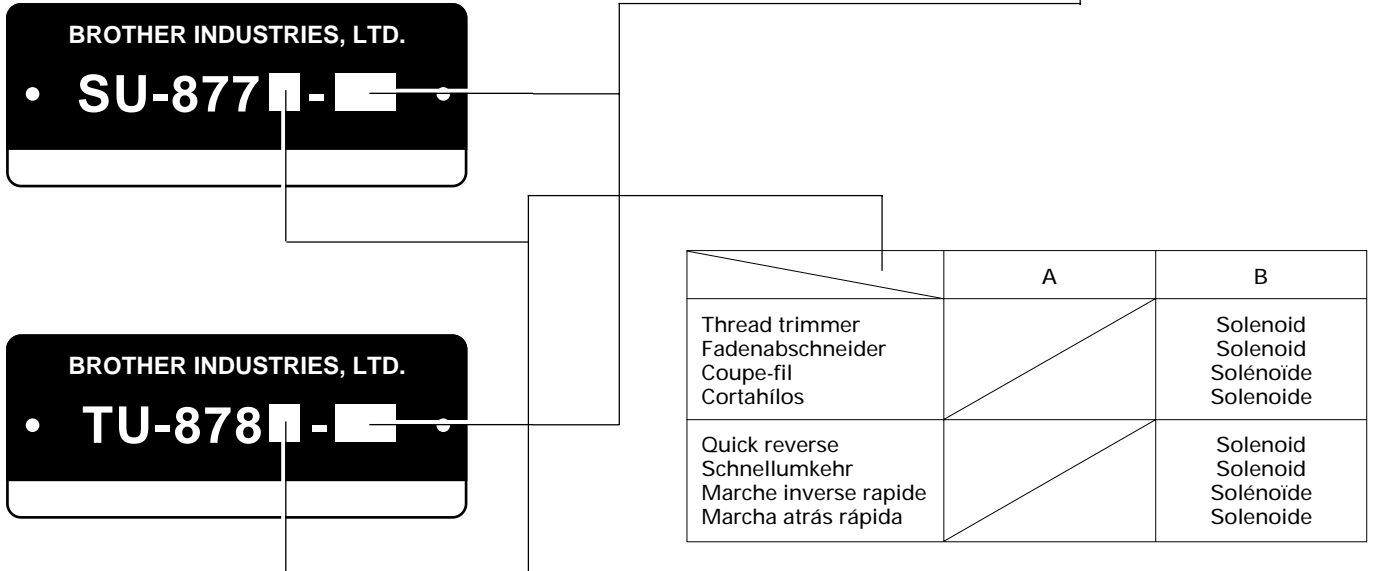 BROTHER INDUSTRIES, LTD.
SU-877 -
BROTHER INDUSTRIES, LTD.
TU-878 -
A B
Thread trimmer Solenoid
Fadenabschneider Solenoid
Coupe-fil Solénoïde
Cortahílos Solenoide
Quick reverse Solenoid
Schnellumkehr Solenoid
Marche inverse rapide Solénoïde
Marcha atrás rápida Solenoide